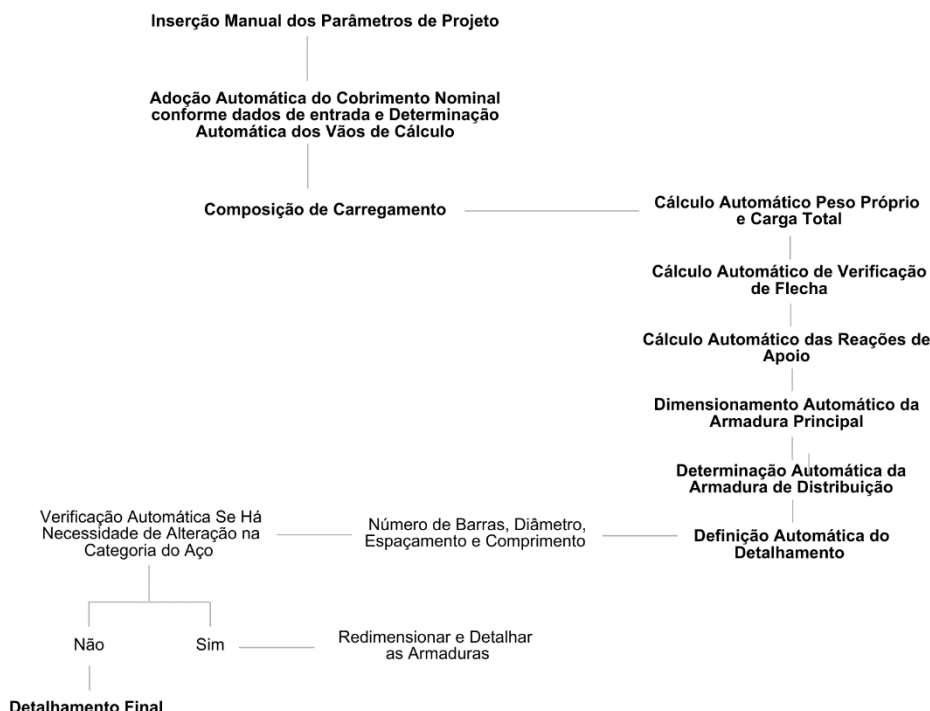 Inserção Manual dos Parâmetros de Projeto
Adoção Automática do Cobrimento Nominal
conforme dados de entrada e Determinação
Automática dos Vãos de Cálculo
Composição de Carregamento
Cálculo Automático Peso Próprio
e Carga Total
Cálculo Automático de Verificação
de Flecha
Cálculo Automático das Reações de
Apoio
Dimensionamento Automático da
Armadura Principal
Determinação Automática da
Armadura de Distribuição
Definição Automática do
Detalhamento
Número de Barras, Diâmetro,
Espaçamento e Comprimento
Verificação Automática Se Há
Necessidade de Alteração na
Categoria do Aço
Não
Sim
Redimensionar e Detalhar
as Armaduras
Detalhamento Final